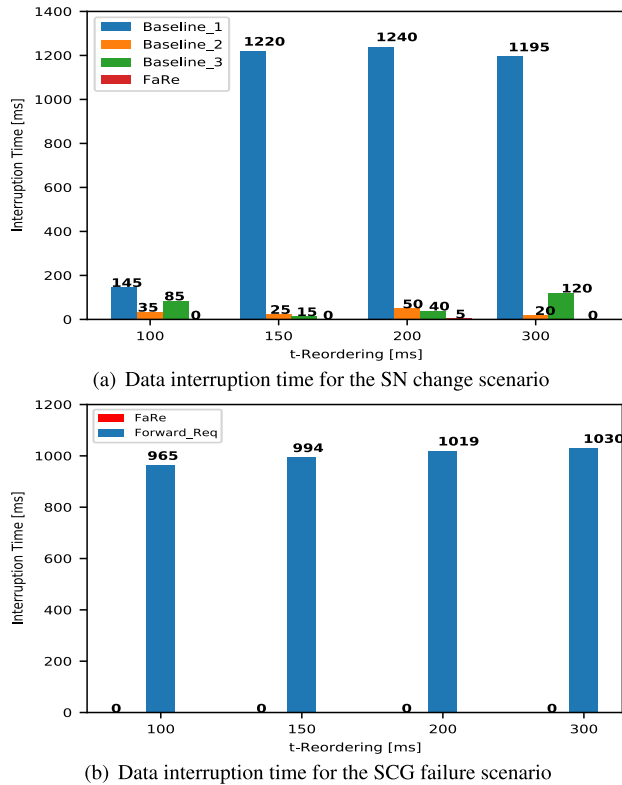 1400
1200
1000
800
600
400
200
0
Interruption Time [ms]
Baseline_1
Baseline_2
Baseline_3
FaRe
145
35
85
0
1220
25
15
0
1240
50
40
5
1195
20
120
0
100 150 200 300
t-Reordering [ms]
(a) Data interruption time for the SN change scenario
1200
1000
800
600
400
200
0
Interruption Time [ms]
FaRe
Forward_Req
0
965
0
994
0
1019
0
1030
100 150 200 300
t-Reordering [ms]
(b) Data interruption time for the SCG failure scenario